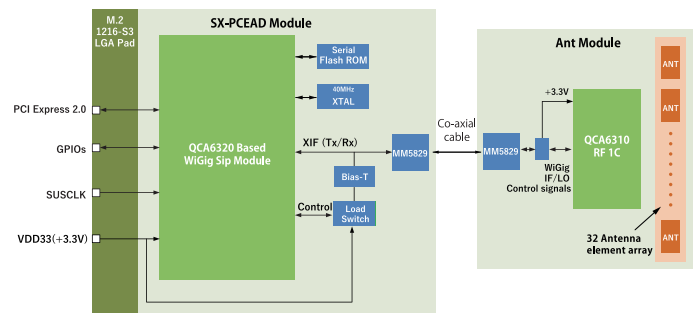 M.2
1216-S3
LGA Pad
SX-PCEAD Module
Serial
Flash ROM
40MHz
XTAL
PCI Express 2.0
GPIOs
SUSCLK
VDD33(+3.3V)
QCA6320 Based
WiGig Sip Module
XIF (Tx/Rx)
MM5829
Bias-T
Control
Load
Switch
Co-axial
cable
Ant Module
MM5829
+3.3V
WiGig
IF/LO
Control signals
QCA6310
RF 1C
ANT
ANT
ANT
32 Antenna
element array